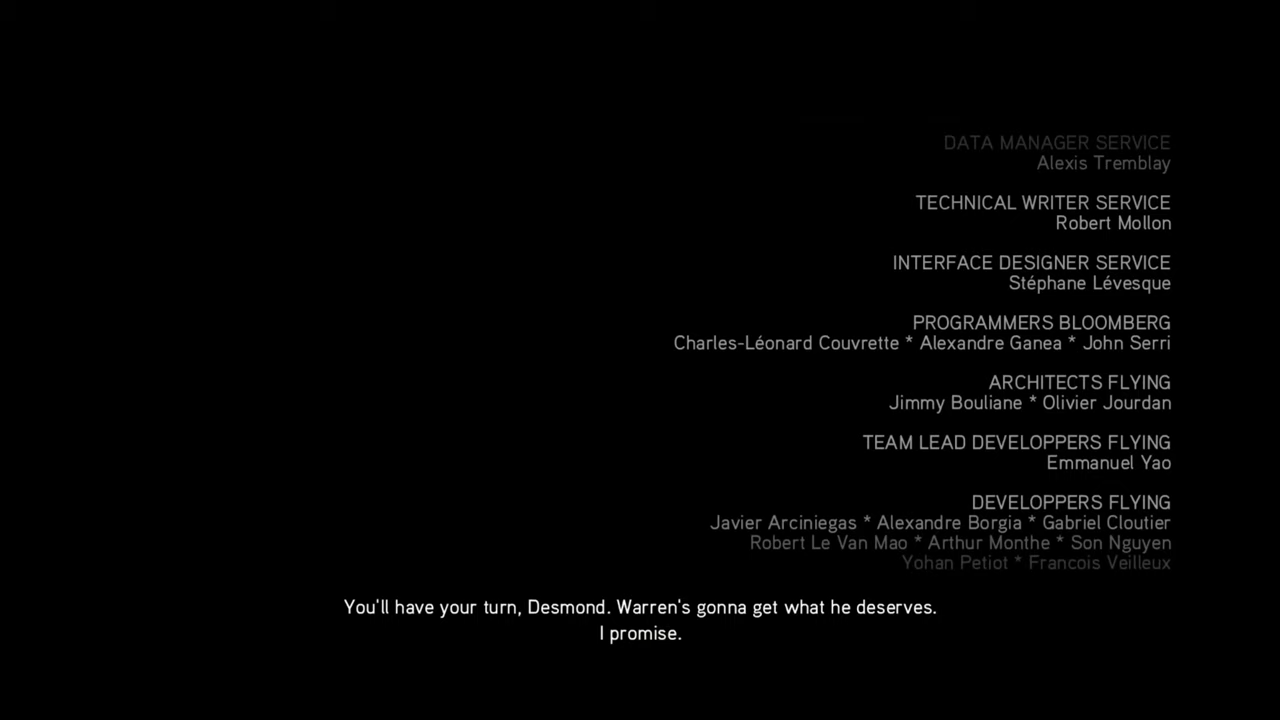 DATA MANAGER SERVICE
Alexis Tremblay
TECHNICAL WRITER SERVICE
Robert Mollon
INTERFACE DESIGNER SERVICE
Stéphane Lévesque
PROGRAMMERS BLOOMBERG
Charles-Léonard Couvrette * Alexandre Ganea * John Serri
ARCHITECTS FLYING
Jimmy Bouliane * Olivier Jourdan
TEAM LEAD DEVELOPPERS FLYING
Emmanuel Yao
DEVELOPPERS FLYING
Javier Arciniegas * Alexandre Borgia * Gabriel Cloutier
Robert Le Van Mao * Arthur Monthe * Son Nguyen
Yohan Petiot * Francois Veilleux
You'll have your turn, Desmond. Warren's gonna get what he deserves.
I promise.